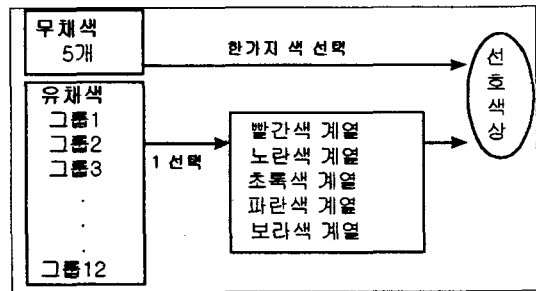 무채색
5개
한가지 색 선택
선
호
색
상
유채색
그룹1
그룹2
그룹3
.
.
.
그룹12
1 선택
빨간색 계열
노란색 계열
초록색 계열
파란색 계열
보라색 계열